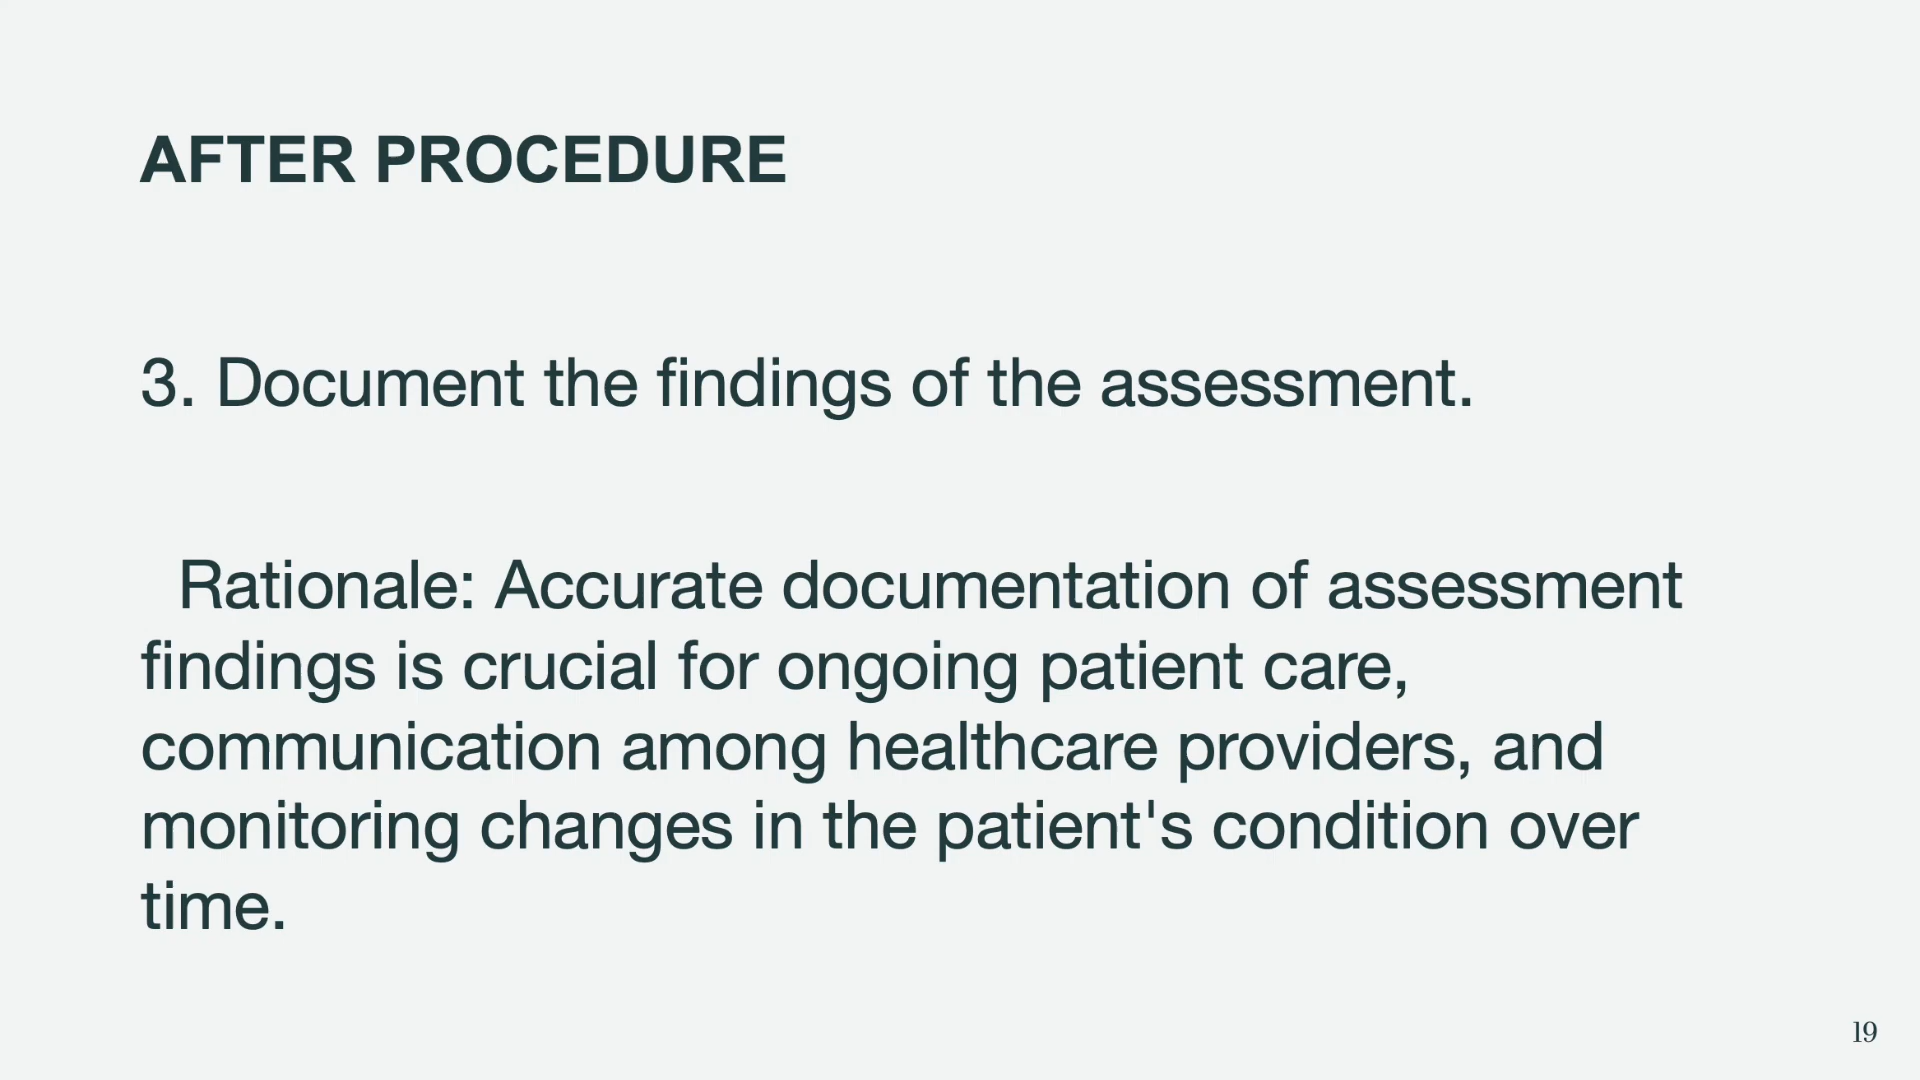 AFTER PROCEDURE
3. Document the findings of the assessment.
Rationale: Accurate documentation of assessment
findings is crucial for ongoing patient care,
communication among healthcare providers, and
monitoring changes in the patient's condition over
time.
19